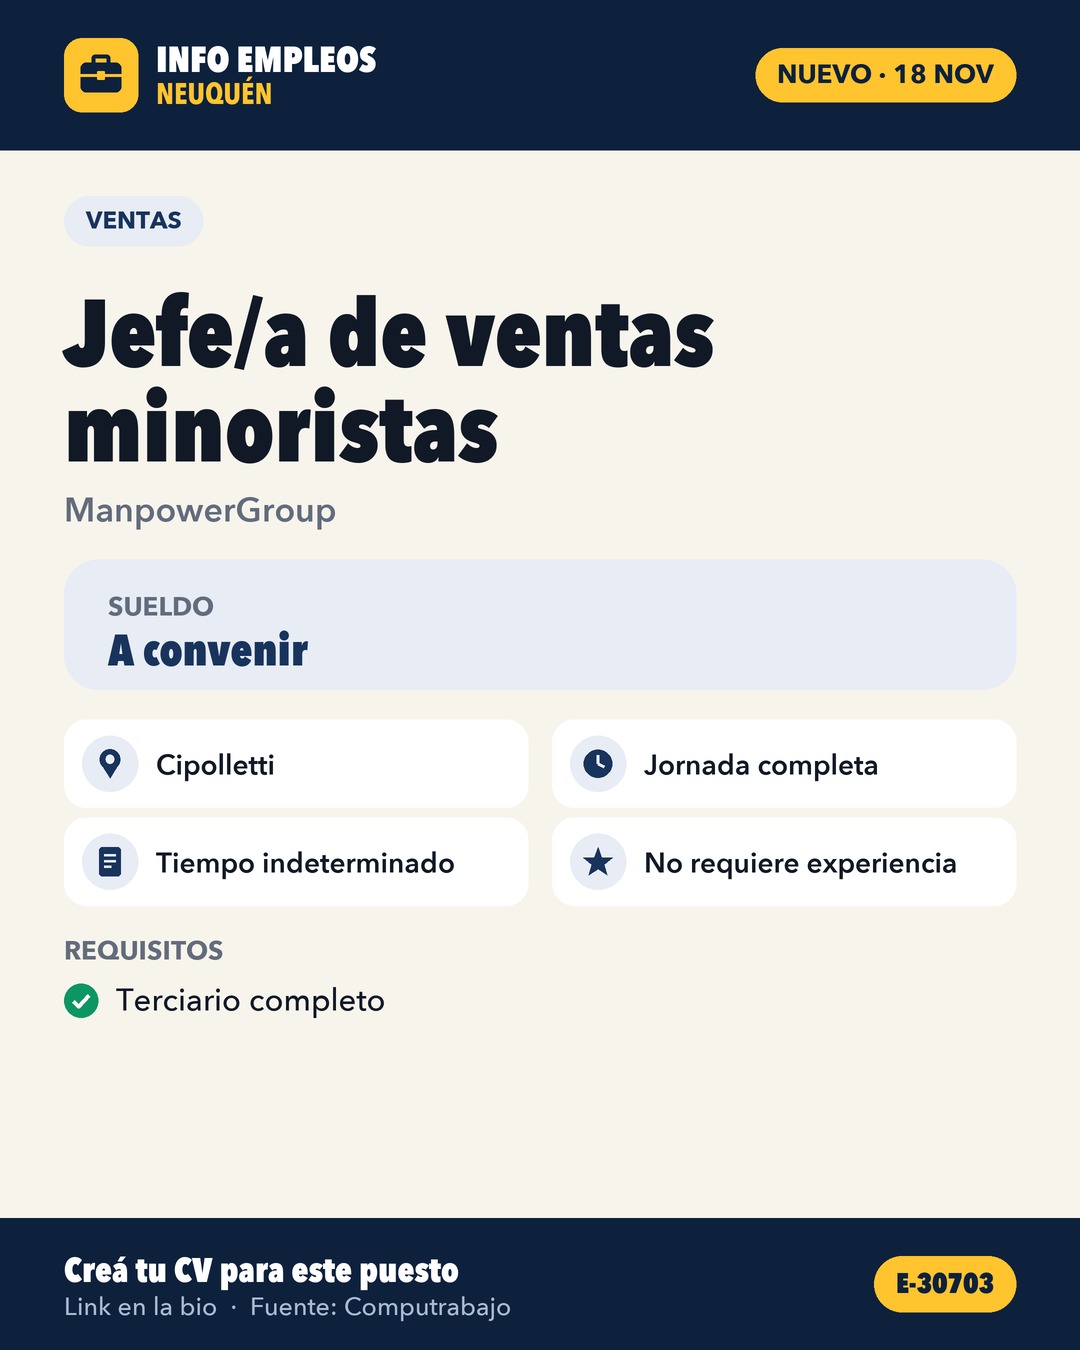 INFO EMPLEOS
NEUQUÉN
NUEVO · 18 NOV
VENTAS
Jefe/a de ventas
minoristas
ManpowerGroup
SUELDO
A convenir
Cipolletti
Jornada completa
Tiempo indeterminado
No requiere experiencia
REQUISITOS
Terciario completo
Creá tu CV para este puesto
Link en la bio · Fuente: Computrabajo
E-30703